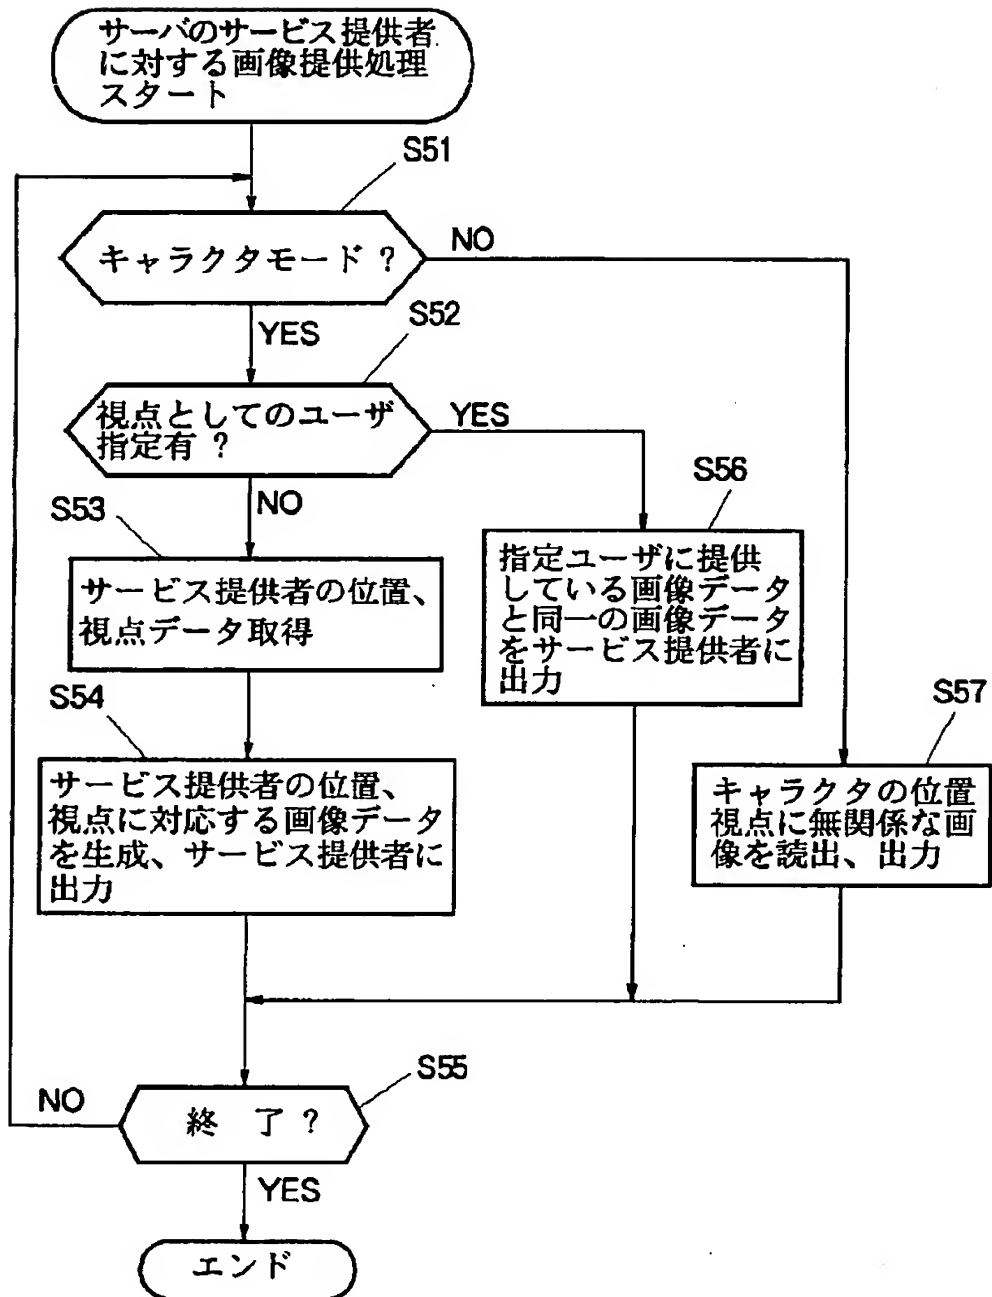 サーバのサービス提供者
に対する画像提供処理
スタート
S51
キャラクタモード？
NO
YES
S52
視点としてのユーザ
指定有？
YES
NO
S53
サービス提供者の位置、
視点データ取得
S56
指定ユーザに提供
している画像データ
と同一の画像データ
をサービス提供者に
出力
S54
サービス提供者の位置、
視点に対応する画像データ
を生成、サービス提供者に
出力
S57
キャラクタの位置
視点に無関係な画
像を読出、出力
S55
終 了？
NO
YES
エンド